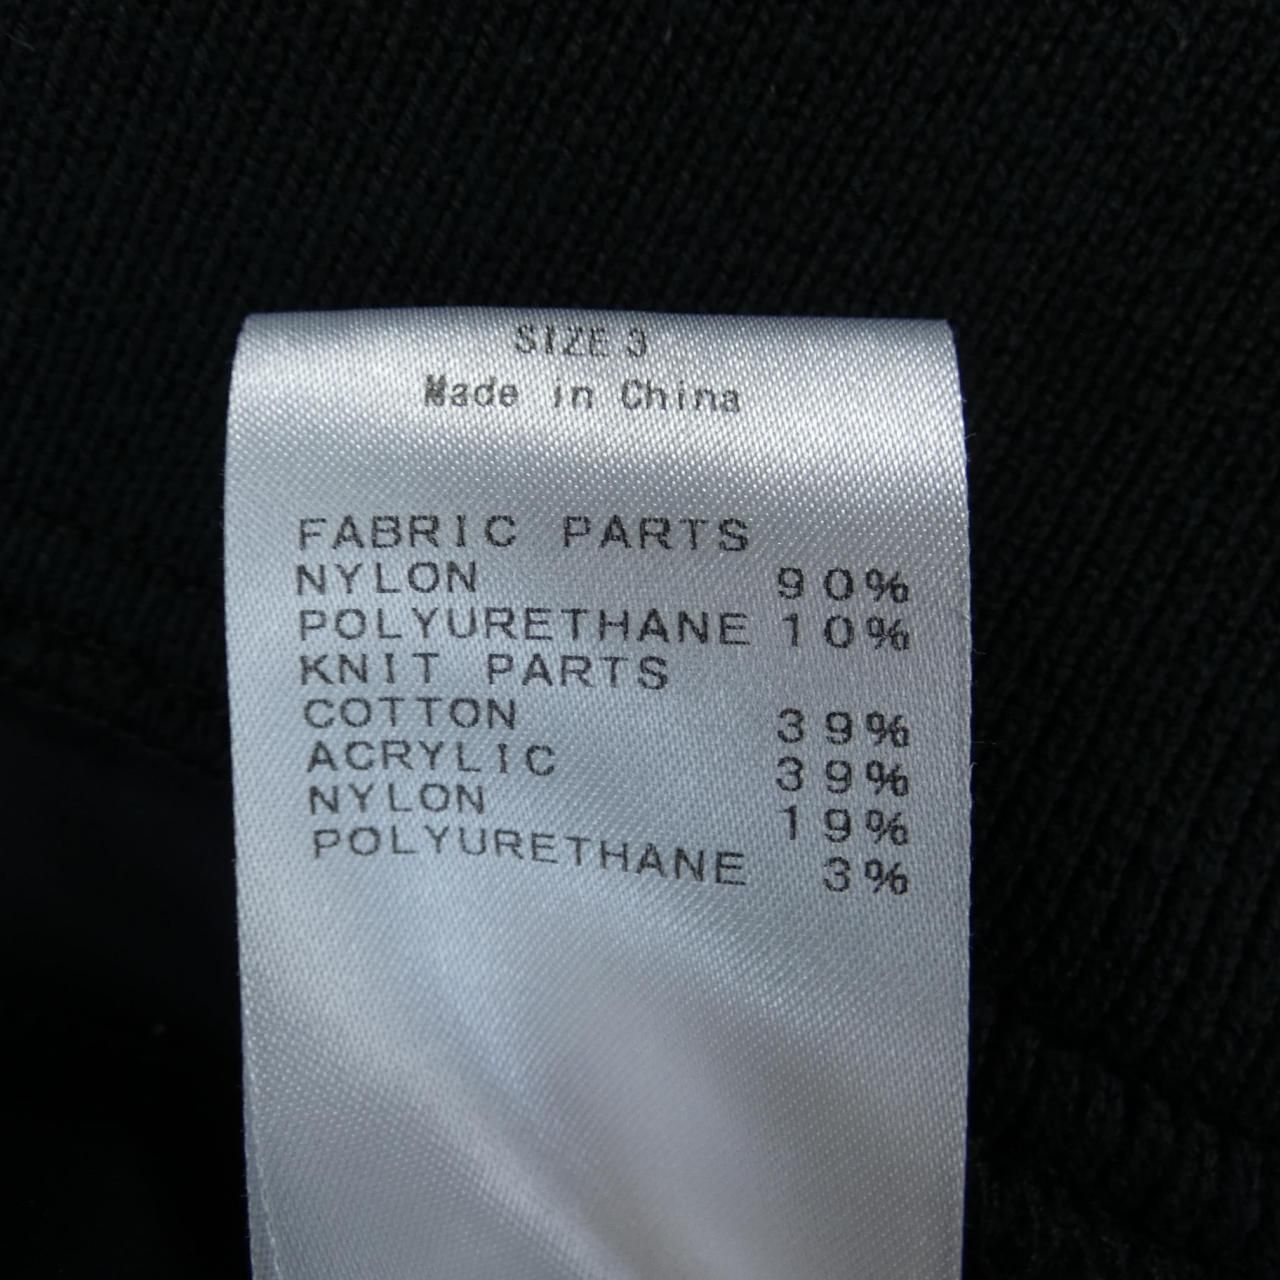 SIZE 3
Made in China
FABRIC PARTS
NYLON 90%
POLYURETHANE 10%
KNIT PARTS
COTTON 39%
ACRYLIC 39%
NYLON 19%
POLYURETHANE 3%